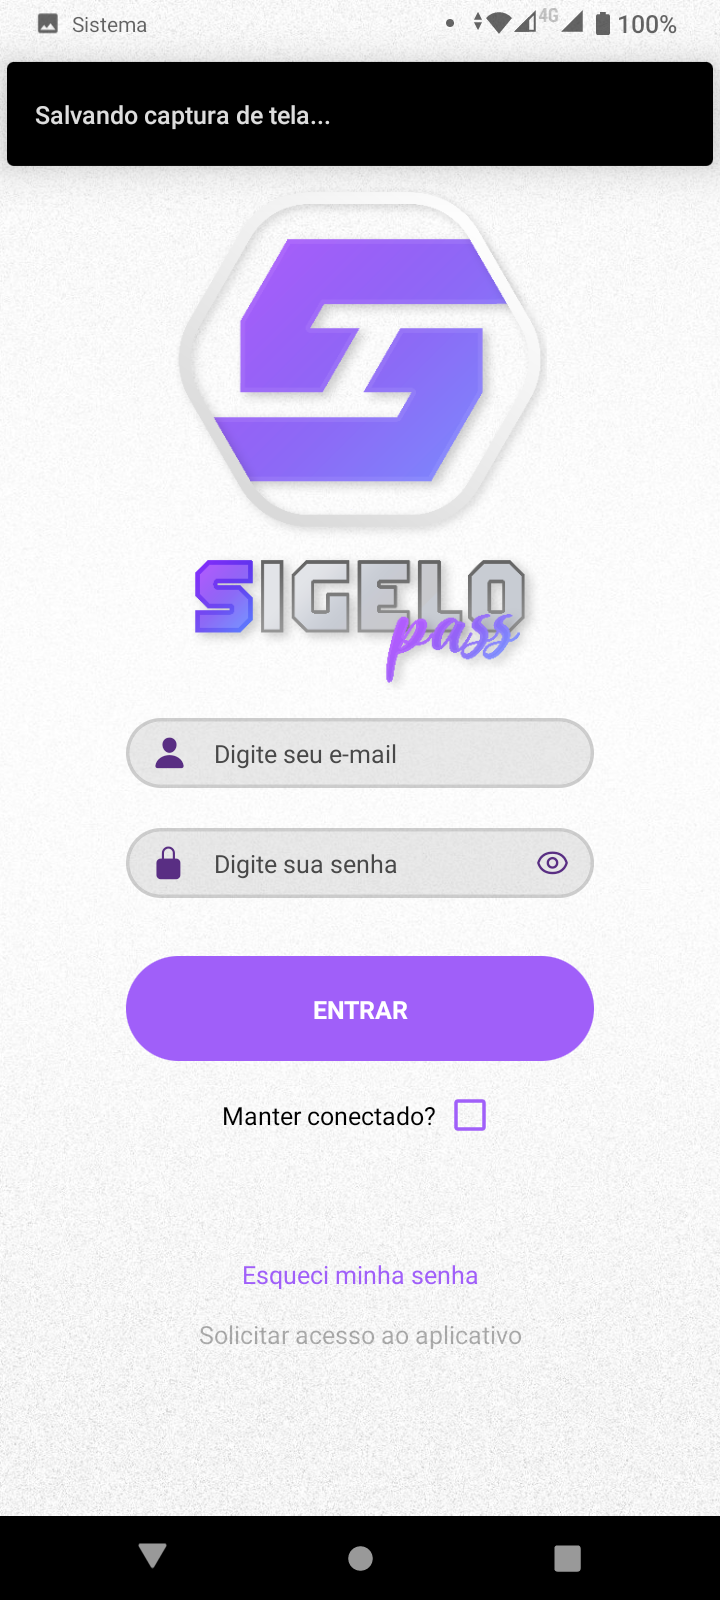 Sistema
4G
100%
Salvando captura de tela...
SIGELO
pass
Digite seu e-mail
Digite sua senha
ENTRAR
Manter conectado?
Esqueci minha senha
Solicitar acesso ao aplicativo